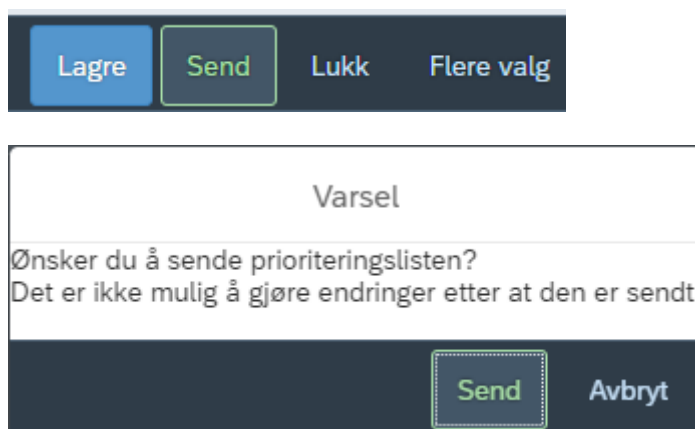 Lagre Send Lukk Flere valg
Varsel
Ønsker du å sende prioriteringslisten?
Det er ikke mulig å gjøre endringer etter at den er sendt
Send Avbryt